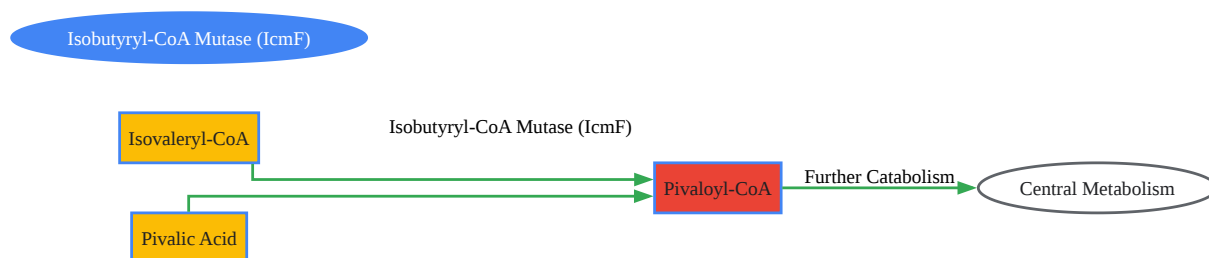 Isobutyryl-CoA Mutase (IcmF)
Isovaleryl-CoA
Isobutyryl-CoA Mutase (IcmF)
Pivaloyl-CoA
Further Catabolism
Central Metabolism
Pivalic Acid